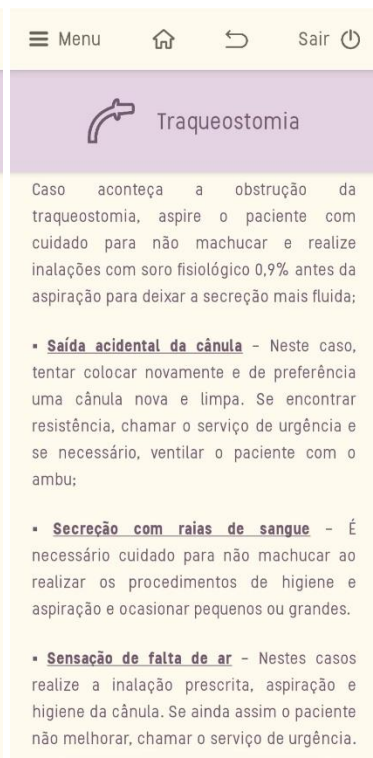 Menu Sair
Traqueostomia
Caso aconteça a obstrução da
traqueostomia, aspire o paciente com
cuidado para não machucar e realize
inalações com soro fisiológico 0,9% antes da
aspiração para deixar a secreção mais fluida;
▪ Saída acidental da cânula – Neste caso,
tentar colocar novamente e de preferência
uma cânula nova e limpa. Se encontrar
resistência, chamar o serviço de urgência e
se necessário, ventilar o paciente com o
ambu;
▪ Secreção com raias de sangue – É
necessário cuidado para não machucar ao
realizar os procedimentos de higiene e
aspiração e ocasionar pequenos ou grandes.
▪ Sensação de falta de ar – Nestes casos
realize a inalação prescrita, aspiração e
higiene da cânula. Se ainda assim o paciente
não melhorar, chamar o serviço de urgência.